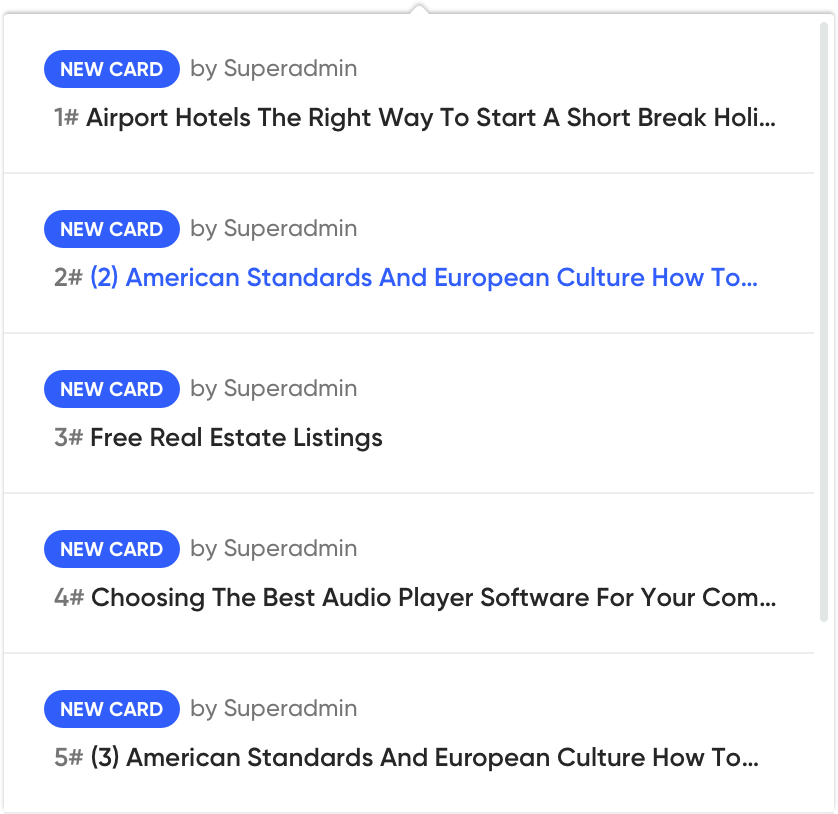 NEW CARD by Superadmin
1# Airport Hotels The Right Way To Start A Short Break Holi...
NEW CARD by Superadmin
2# (2) American Standards And European Culture How To...
NEW CARD by Superadmin
3# Free Real Estate Listings
NEW CARD by Superadmin
4# Choosing The Best Audio Player Software For Your Com...
NEW CARD by Superadmin
5# (3) American Standards And European Culture How To...